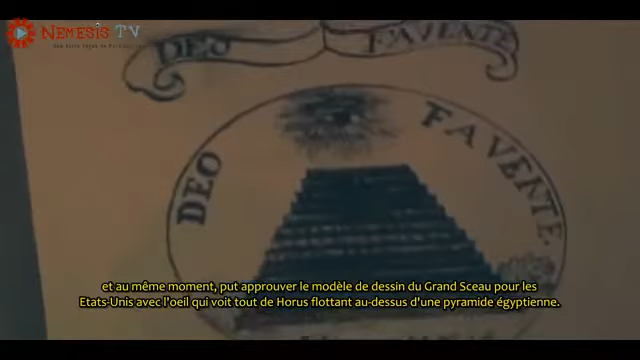 NEMESIS TV
DEO FAVENTE
DEO FAVENTE.
et au même moment, put approuver le modèle de dessin du Grand Sceau pour les
Etats-Unis avec l'oeil qui voit tout de Horus flottant au-dessus d'une pyramide égyptienne.